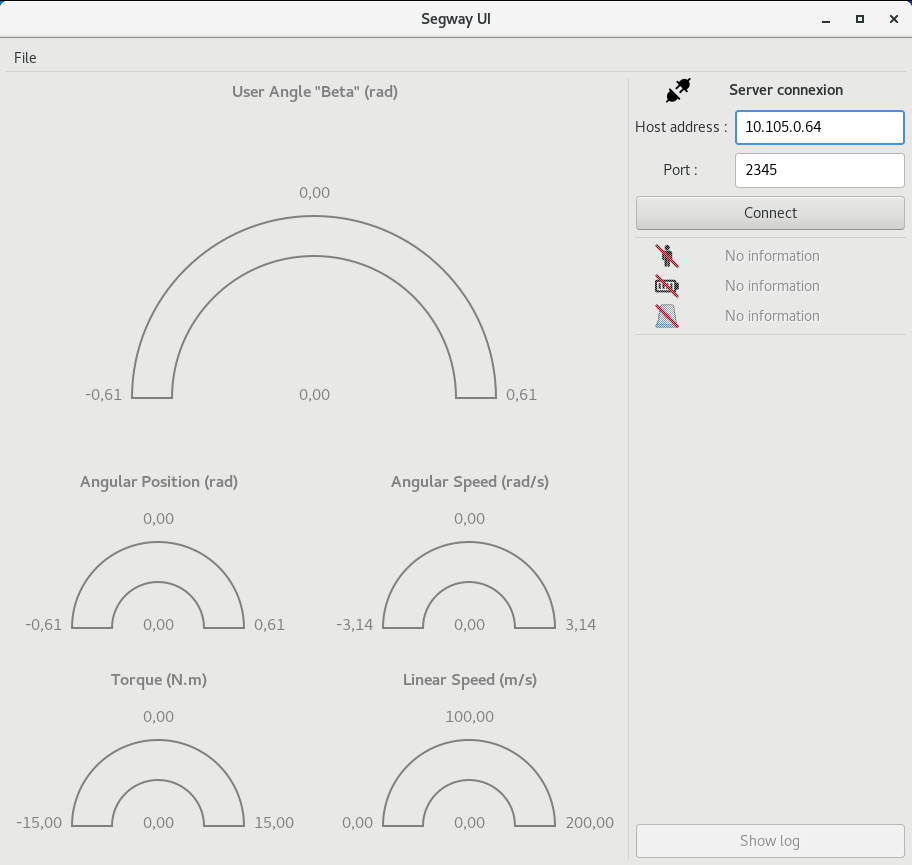 Segway UI
File
User Angle "Beta" (rad)
0,00
-0,61
0,00
0,61
Angular Position (rad)
0,00
-0,61
0,00
0,61
Angular Speed (rad/s)
0,00
-3,14
0,00
3,14
Torque (N.m)
0,00
-15,00
0,00
15,00
Linear Speed (m/s)
100,00
0,00
0,00
200,00
Server connexion
Host address : 10.105.0.64
Port : 2345
Connect
No information
No information
No information
Show log